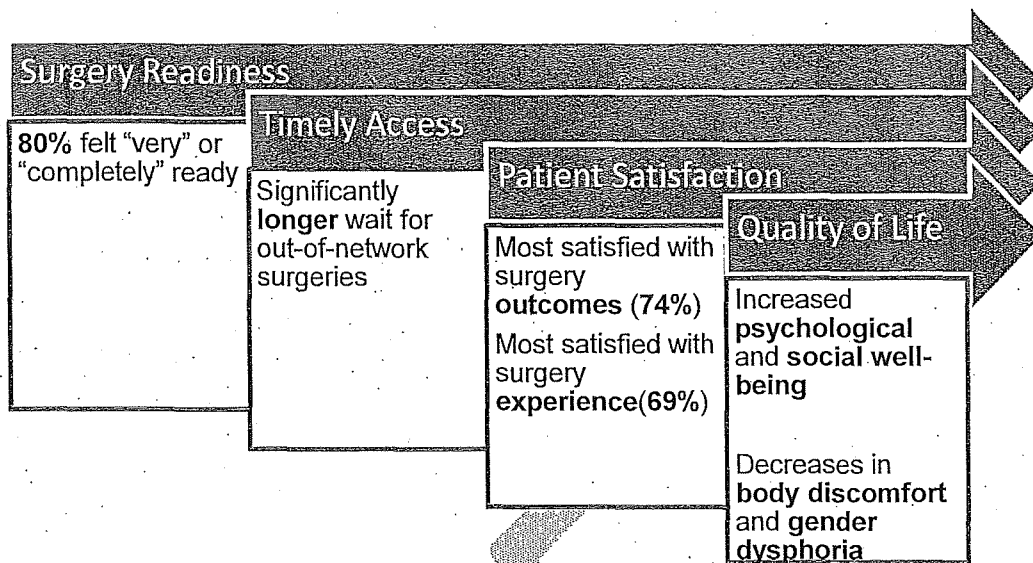 Surgery Readiness
80% felt “very” or
“completely” ready
Timely Access
Significantly
longer wait for
out-of-network
surgeries
Patient Satisfaction
Most satisfied with
surgery
outcomes (74%)
Most satisfied with
surgery
experience(69%)
Quality of Life
Increased
psychological
and social well-
being
Decreases in
body discomfort
and gender
dysphoria